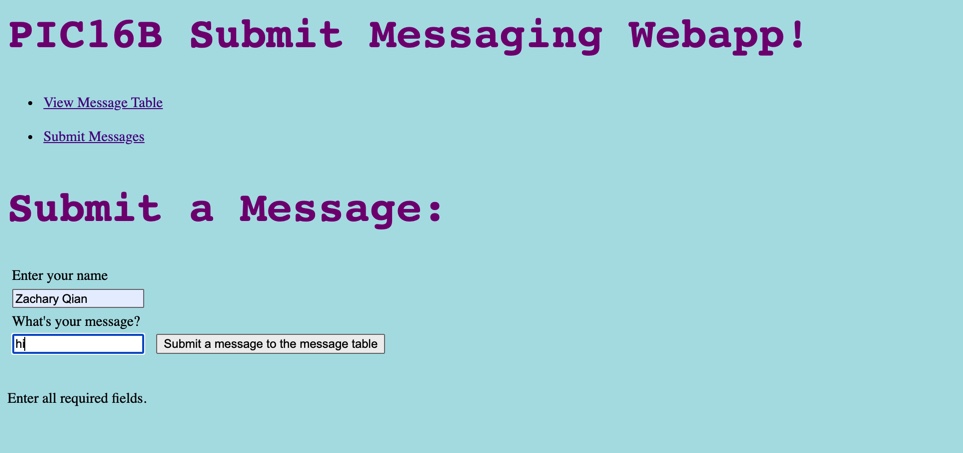 PIC16B Submit Messaging Webapp!
View Message Table
Submit Messages
Submit a Message:
Enter your name
Zachary Qian
What's your message?
hi
Submit a message to the message table
Enter all required fields.